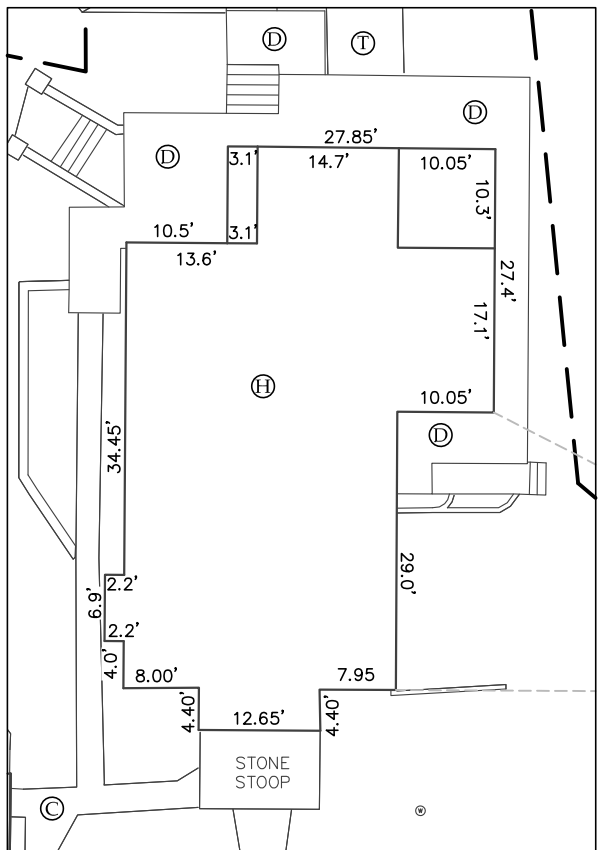 D
T
D
27.85'
D
3.1'
14.7'
10.05'
10.3'
10.5'
3.1'
13.6'
27.4'
17.1'
H
10.05'
D
34.45'
29.0'
2.2'
6.9'
2.2'
4.0'
8.00'
7.95
4.40'
12.65'
4.40'
STONE
STOOP
C
W